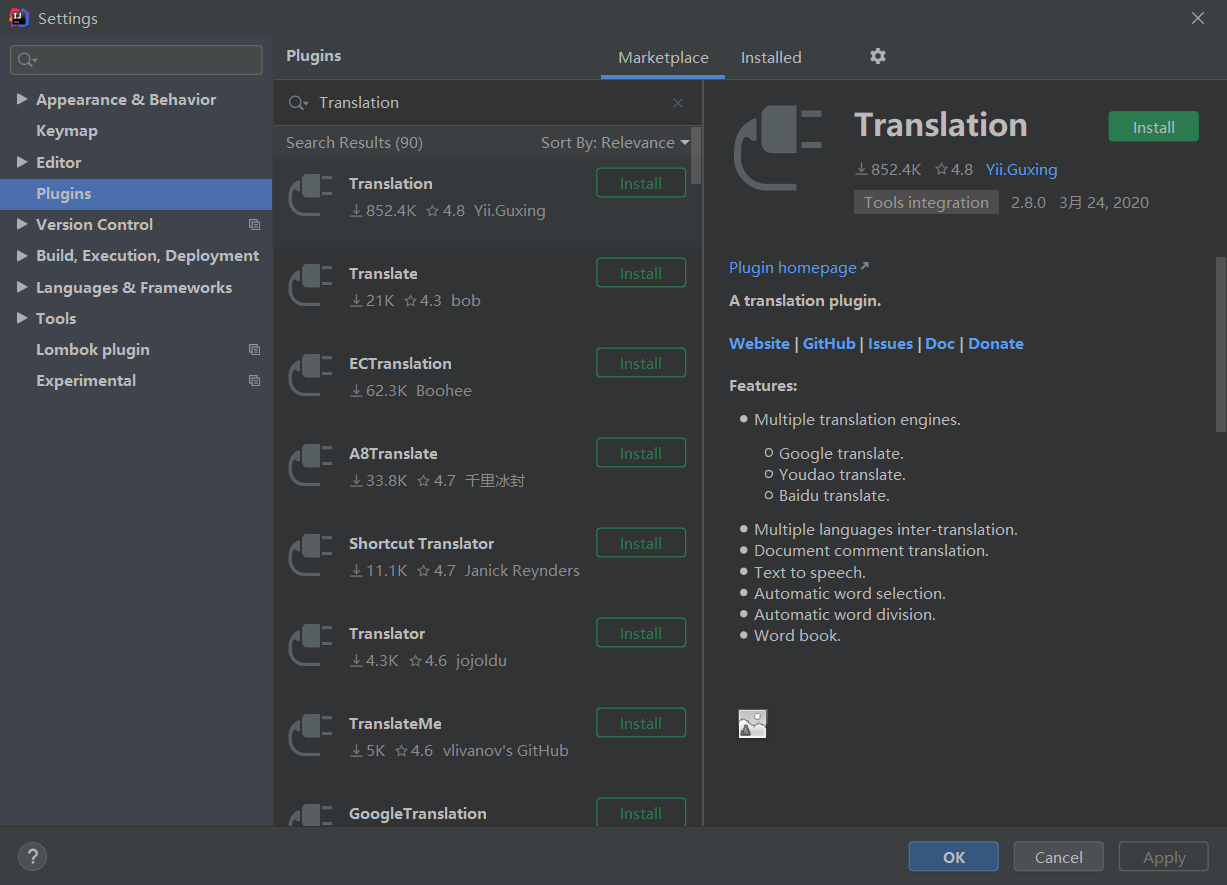 Settings
Plugins
Marketplace
Installed
Appearance & Behavior
Keymap
Editor
Plugins
Version Control
Build, Execution, Deployment
Languages & Frameworks
Tools
Lombok plugin
Experimental
Translation
Search Results (90)
Sort By: Relevance
Translation
Install
852.4K 4.8 Yii.Guxing
Translate
Install
21K 4.3 bob
ECTranslation
Install
62.3K Boohee
A8Translate
Install
33.8K 4.7 千里冰封
Shortcut Translator
Install
11.1K 4.7 Janick Reynders
Translator
Install
4.3K 4.6 jojoldu
TranslateMe
Install
5K 4.6 vlivanov's GitHub
GoogleTranslation
Install
Translation
Install
852.4K 4.8 Yii.Guxing
Tools integration 2.8.0 3月 24, 2020
Plugin homepage
A translation plugin.
Website | GitHub | Issues | Doc | Donate
Features:
Multiple translation engines.
Google translate.
Youdao translate.
Baidu translate.
Multiple languages inter-translation.
Document comment translation.
Text to speech.
Automatic word selection.
Automatic word division.
Word book.
?
OK
Cancel
Apply